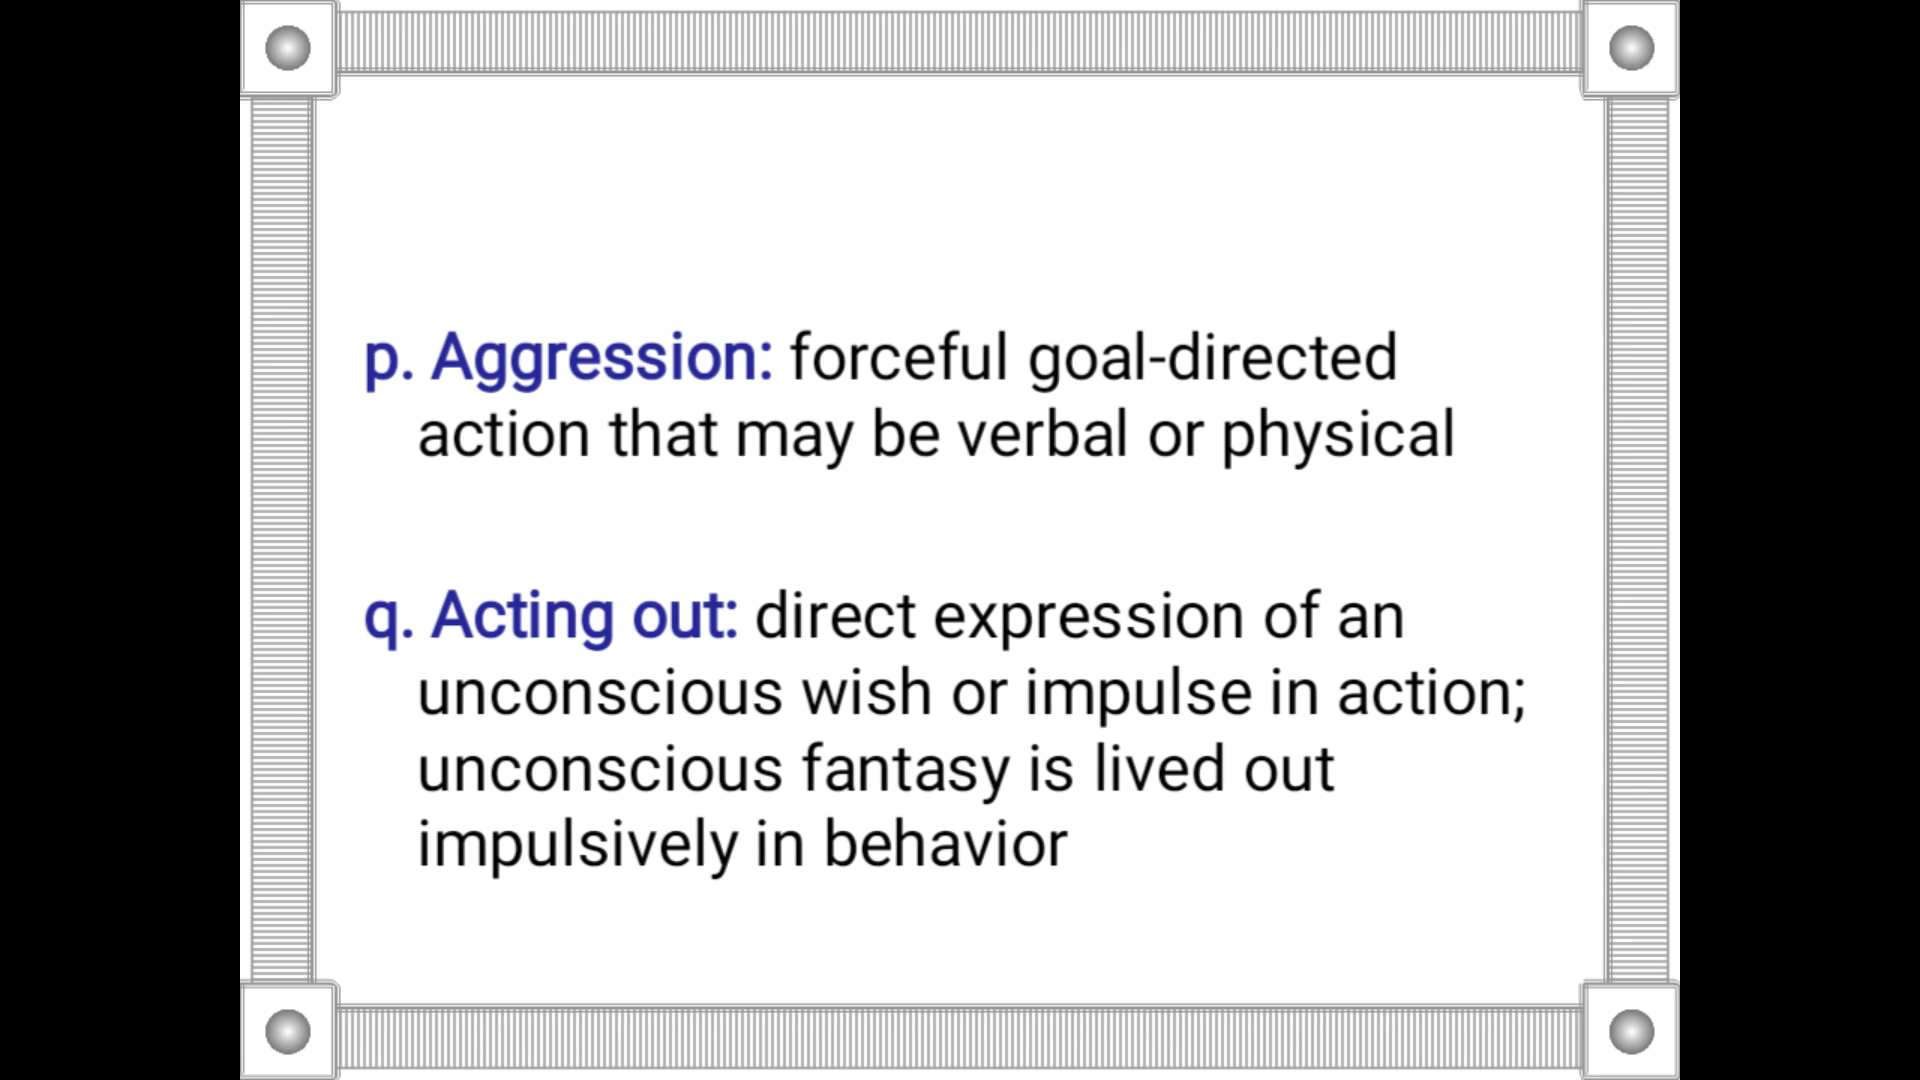 p. Aggression: forceful goal-directed
action that may be verbal or physical
q. Acting out: direct expression of an
unconscious wish or impulse in action;
unconscious fantasy is lived out
impulsively in behavior